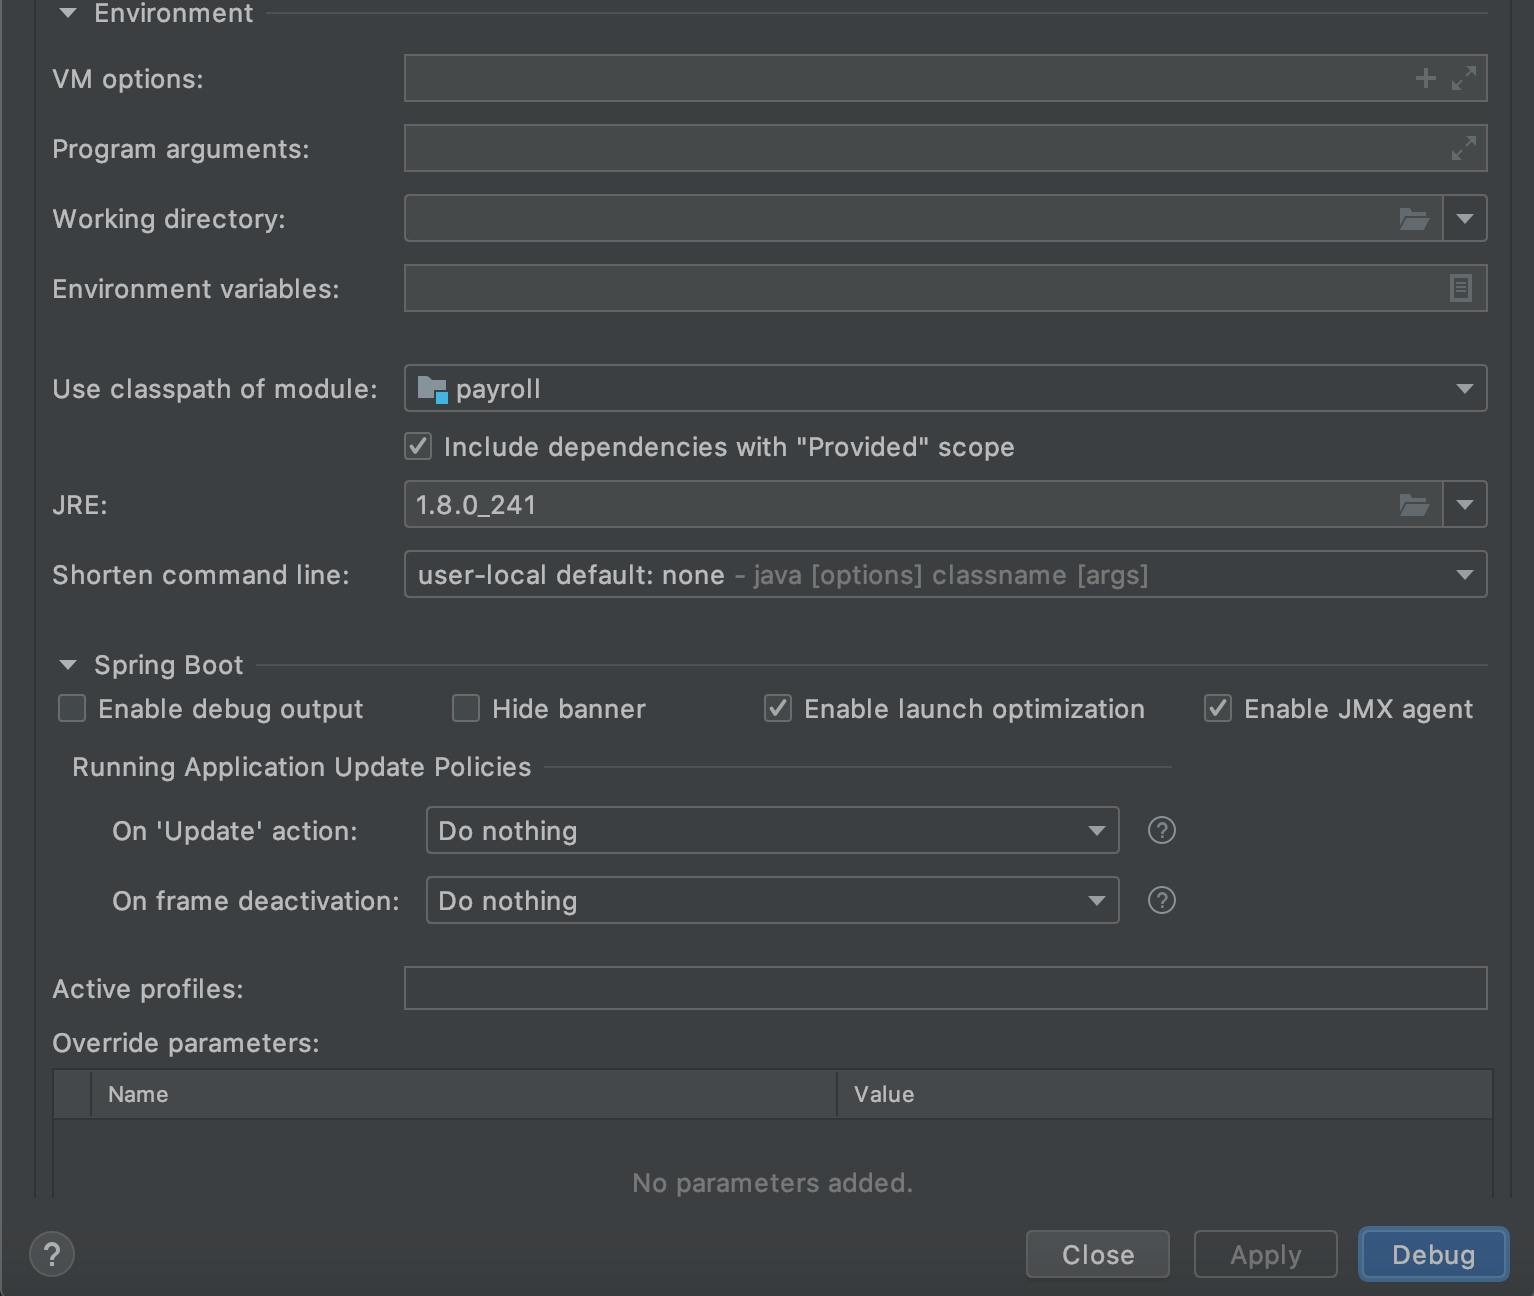 Environment
VM options:
Program arguments:
Working directory:
Environment variables:
Use classpath of module: payroll
Include dependencies with "Provided" scope
JRE: 1.8.0_241
Shorten command line: user-local default: none - java [options] classname [args]
Spring Boot
Enable debug output Hide banner Enable launch optimization Enable JMX agent
Running Application Update Policies
On 'Update' action: Do nothing ?
On frame deactivation: Do nothing ?
Active profiles:
Override parameters:
Name Value
No parameters added.
? Close Apply Debug